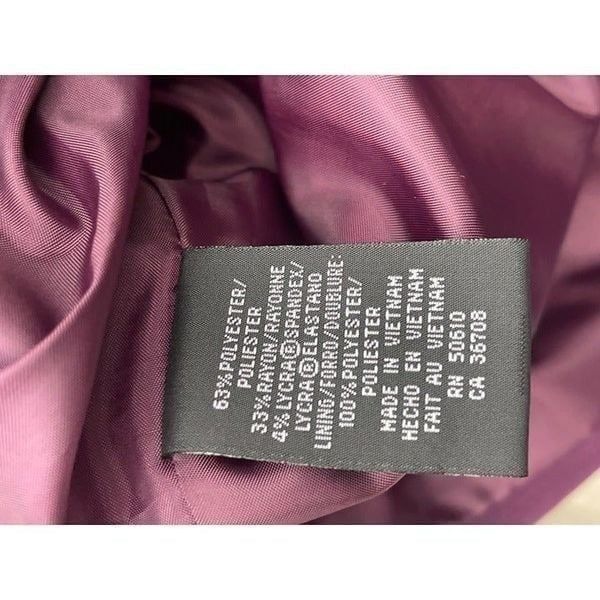 63%POLYESTER/
POLIESTER
33%RAYON/RAYONNE
4%LYCRA®SPANDEX/
LYCRA®ELASTANO
LINING/FORRO/DOUBLURE:
100%POLYESTER/
POLIESTER
MADE IN VIETNAM
HECHO EN VIETNAM
FAIT AU VIETNAM
RN 50610
CA 36708